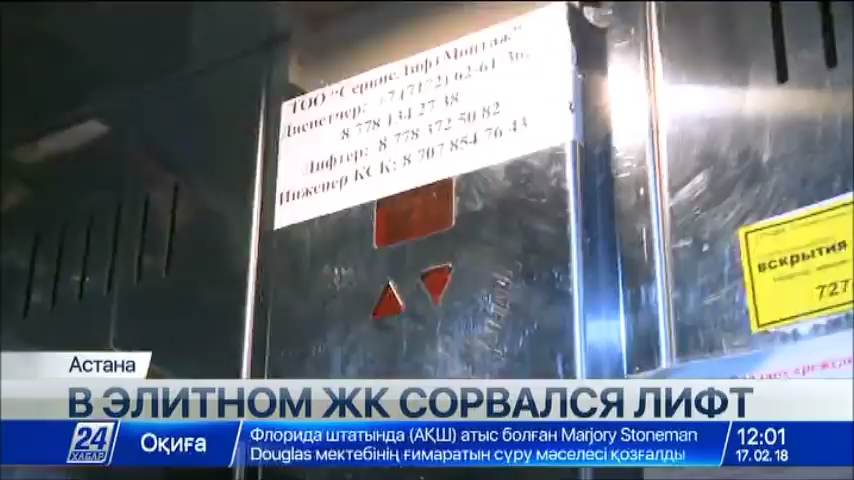 ТОО "СервисЛифтМонтаж"
Диспетчер: +7(7172) 62-61-36,
8 778 134 27 38
Лифтер: 8 778 372 50 82
Инженер КСК: 8 707 854 76 43
вскрытия
727
Астана
В ЭЛИТНОМ ЖК СОРВАЛСЯ ЛИФТ
24
ХАБАР
Оқиға
Флорида штатында (АҚШ) атыс болған Marjory Stoneman
Douglas мектебінің ғимаратын сүру мәселесі қозғалды
12:01
17.02.18